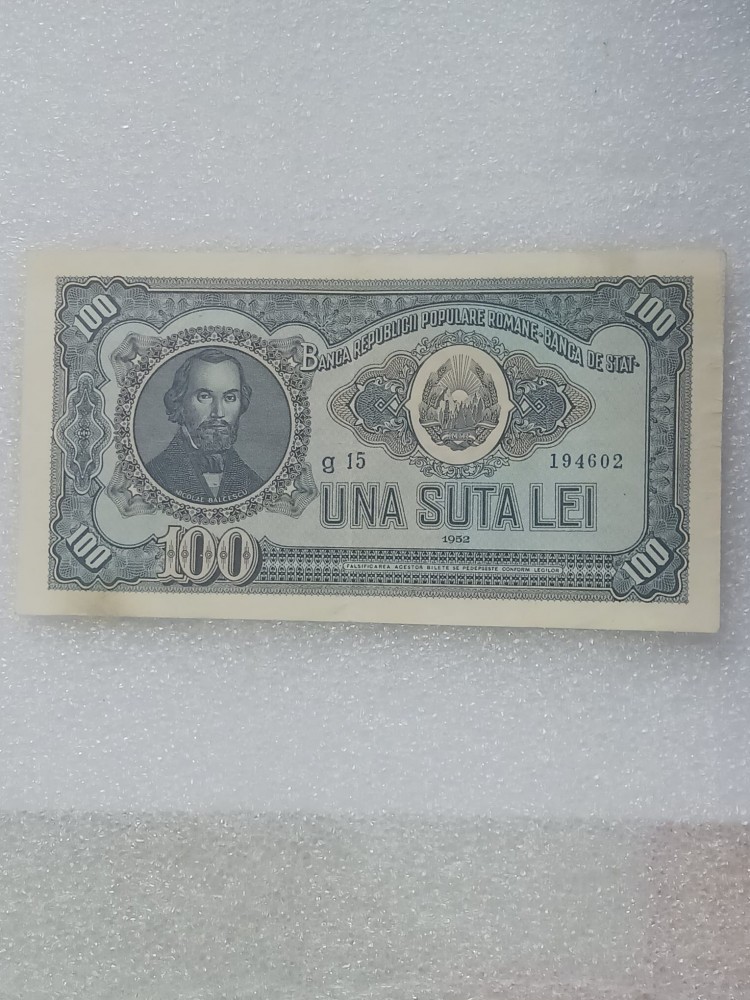 100
100
BANCA REPUBLICII POPULARE ROMANE-BANCA DE STAT-
g 15
194602
NICOLAE BĂLCESCU
UNA SUTA LEI
1952
100
100
100
FALSIFICAREA ACESTOR BILETE SE PEDEPSESTE CONFORM LEGILOR